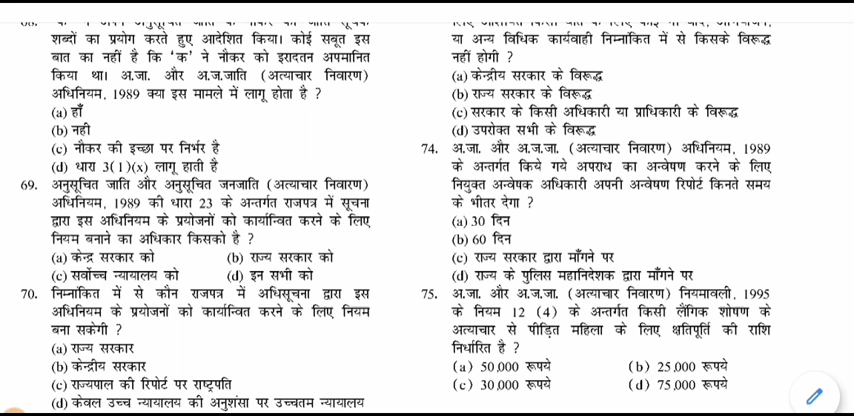 शब्दों का प्रयोग करते हुए आदेशित किया। कोई सबूत इस
बात का नहीं है कि 'क' ने नौकर को इरादतन अपमानित
किया था। अ.जा. और अ.ज.जाति (अत्याचार निवारण)
अधिनियम, 1989 क्या इस मामले में लागू होता है ?
(a) हाँ
(b) नही
(c) नौकर की इच्छा पर निर्भर है
(d) धारा 3(1)(x) लागू हाती है
69. अनुसूचित जाति और अनुसूचित जनजाति (अत्याचार निवारण)
अधिनियम, 1989 की धारा 23 के अन्तर्गत राजपत्र में सूचना
द्वारा इस अधिनियम के प्रयोजनों को कार्यान्वित करने के लिए
नियम बनाने का अधिकार किसको है ?
(a) केन्द्र सरकार को (b) राज्य सरकार को
(c) सर्वोच्च न्यायालय को (d) इन सभी को
70. निम्नांकित में से कौन राजपत्र में अधिसूचना द्वारा इस
अधिनियम के प्रयोजनों को कार्यान्वित करने के लिए नियम
बना सकेगी ?
(a) राज्य सरकार
(b) केन्द्रीय सरकार
(c) राज्यपाल की रिपोर्ट पर राष्ट्रपति
(d) केवल उच्च न्यायालय की अनुशंसा पर उच्चतम न्यायालय
या अन्य विधिक कार्यवाही निम्नांकित में से किसके विरूद्ध
नहीं होगी ?
(a) केन्द्रीय सरकार के विरूद्ध
(b) राज्य सरकार के विरूद्ध
(c) सरकार के किसी अधिकारी या प्राधिकारी के विरूद्ध
(d) उपरोक्त सभी के विरूद्ध
74. अ.जा. और अ.ज.जा. (अत्याचार निवारण) अधिनियम, 1989
के अन्तर्गत किये गये अपराध का अन्वेषण करने के लिए
नियुक्त अन्वेषक अधिकारी अपनी अन्वेषण रिपोर्ट कितने समय
के भीतर देगा ?
(a) 30 दिन
(b) 60 दिन
(c) राज्य सरकार द्वारा माँगने पर
(d) राज्य के पुलिस महानिदेशक द्वारा माँगने पर
75. अ.जा. और अ.ज.जा. (अत्याचार निवारण) नियमावली, 1995
के नियम 12 (4) के अन्तर्गत किसी लैंगिक शोषण के
अत्याचार से पीड़ित महिला के लिए क्षतिपूर्ति की राशि
निर्धारित है ?
(a) 50,000 रूपये (b) 25,000 रूपये
(c) 30,000 रूपये (d) 75,000 रूपये